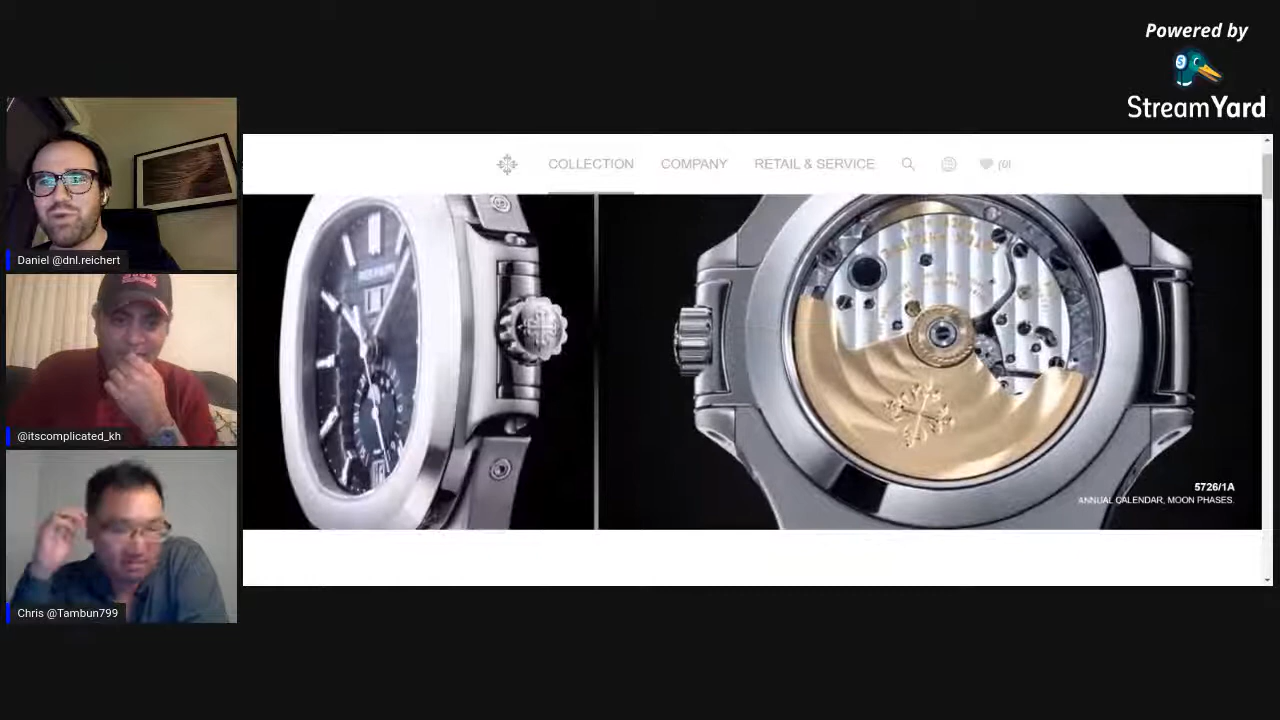 Powered by
StreamYard
COLLECTION
COMPANY
RETAIL & SERVICE
(0)
Daniel @dnl.reichert
@itscomplicated_kh
5726/1A
ANNUAL CALENDAR, MOON PHASES.
Chris @Tambun799